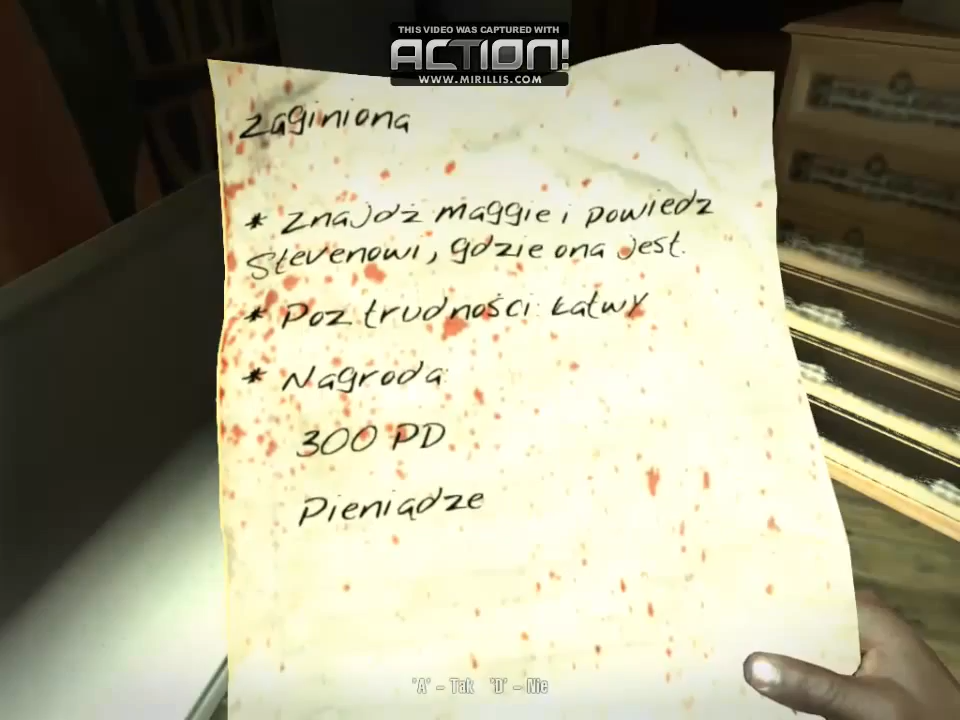 THIS VIDEO WAS CAPTURED WITH
ACTION!
WWW.MIRILLIS.COM
Zaginiona
* Znajdź maggie i powiedz
Stevenowi, gdzie ona jest.
* Poz trudności: Łatwy
* Nagroda:
300 PD
Pieniądze
'A' - Tak 'D' - Nie